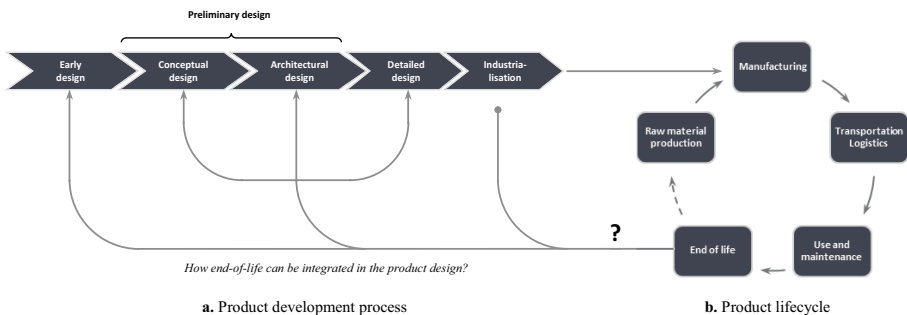 Preliminary design
Early
design
Conceptual
design
Architectural
design
Detailed
design
Industria-
lisation
Manufacturing
Raw material
production
Transportation
Logistics
?
End of life
Use and
maintenance
How end-of-life can be integrated in the product design?
a. Product development process
b. Product lifecycle